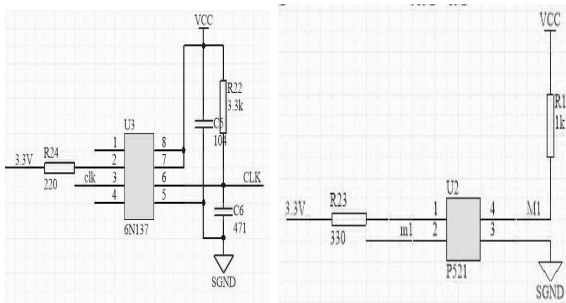 VCC
R22
3.3k
U3
C5
104
1
8
R24
3.3V
2
7
clk
3
6
CLK
220
4
5
C6
471
6N137
SGND
VCC
R1
1k
U2
R23
3.3V
1
4
M1
330
m1
2
3
P521
SGND